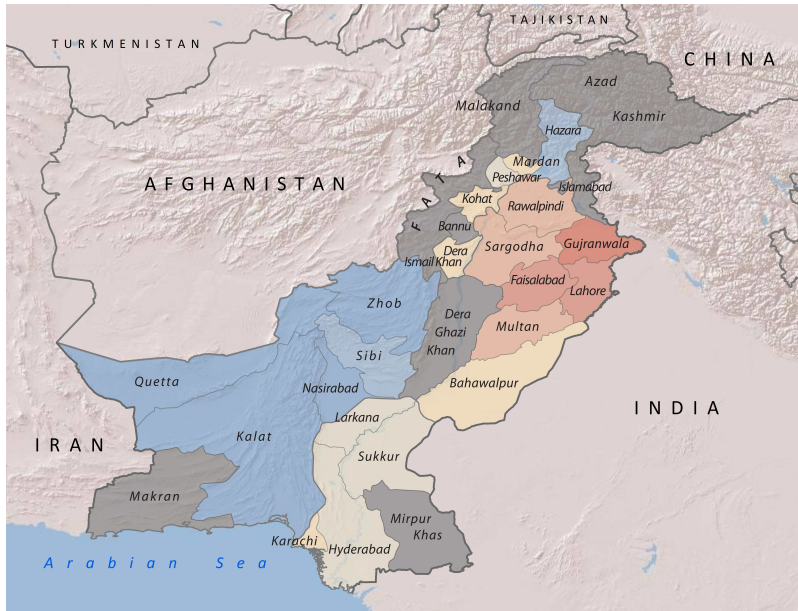 TAJIKISTAN
TURKMENISTAN
CHINA
Azad
Malakand
Kashmir
Hazara
Mardan
FATA
Peshawar
AFGHANISTAN
Islamabad
Kohat
Rawalpindi
Bannu
Gujranwala
Sargodha
Dera
Ismail Khan
Faisalabad
Lahore
Zhob
Dera
Ghazi
Khan
Multan
Sibi
Quetta
Nasirabad
Bahawalpur
INDIA
Larkana
Kalat
IRAN
Sukkur
Makran
Mirpur
Khas
Karachi
Hyderabad
Arabian Sea